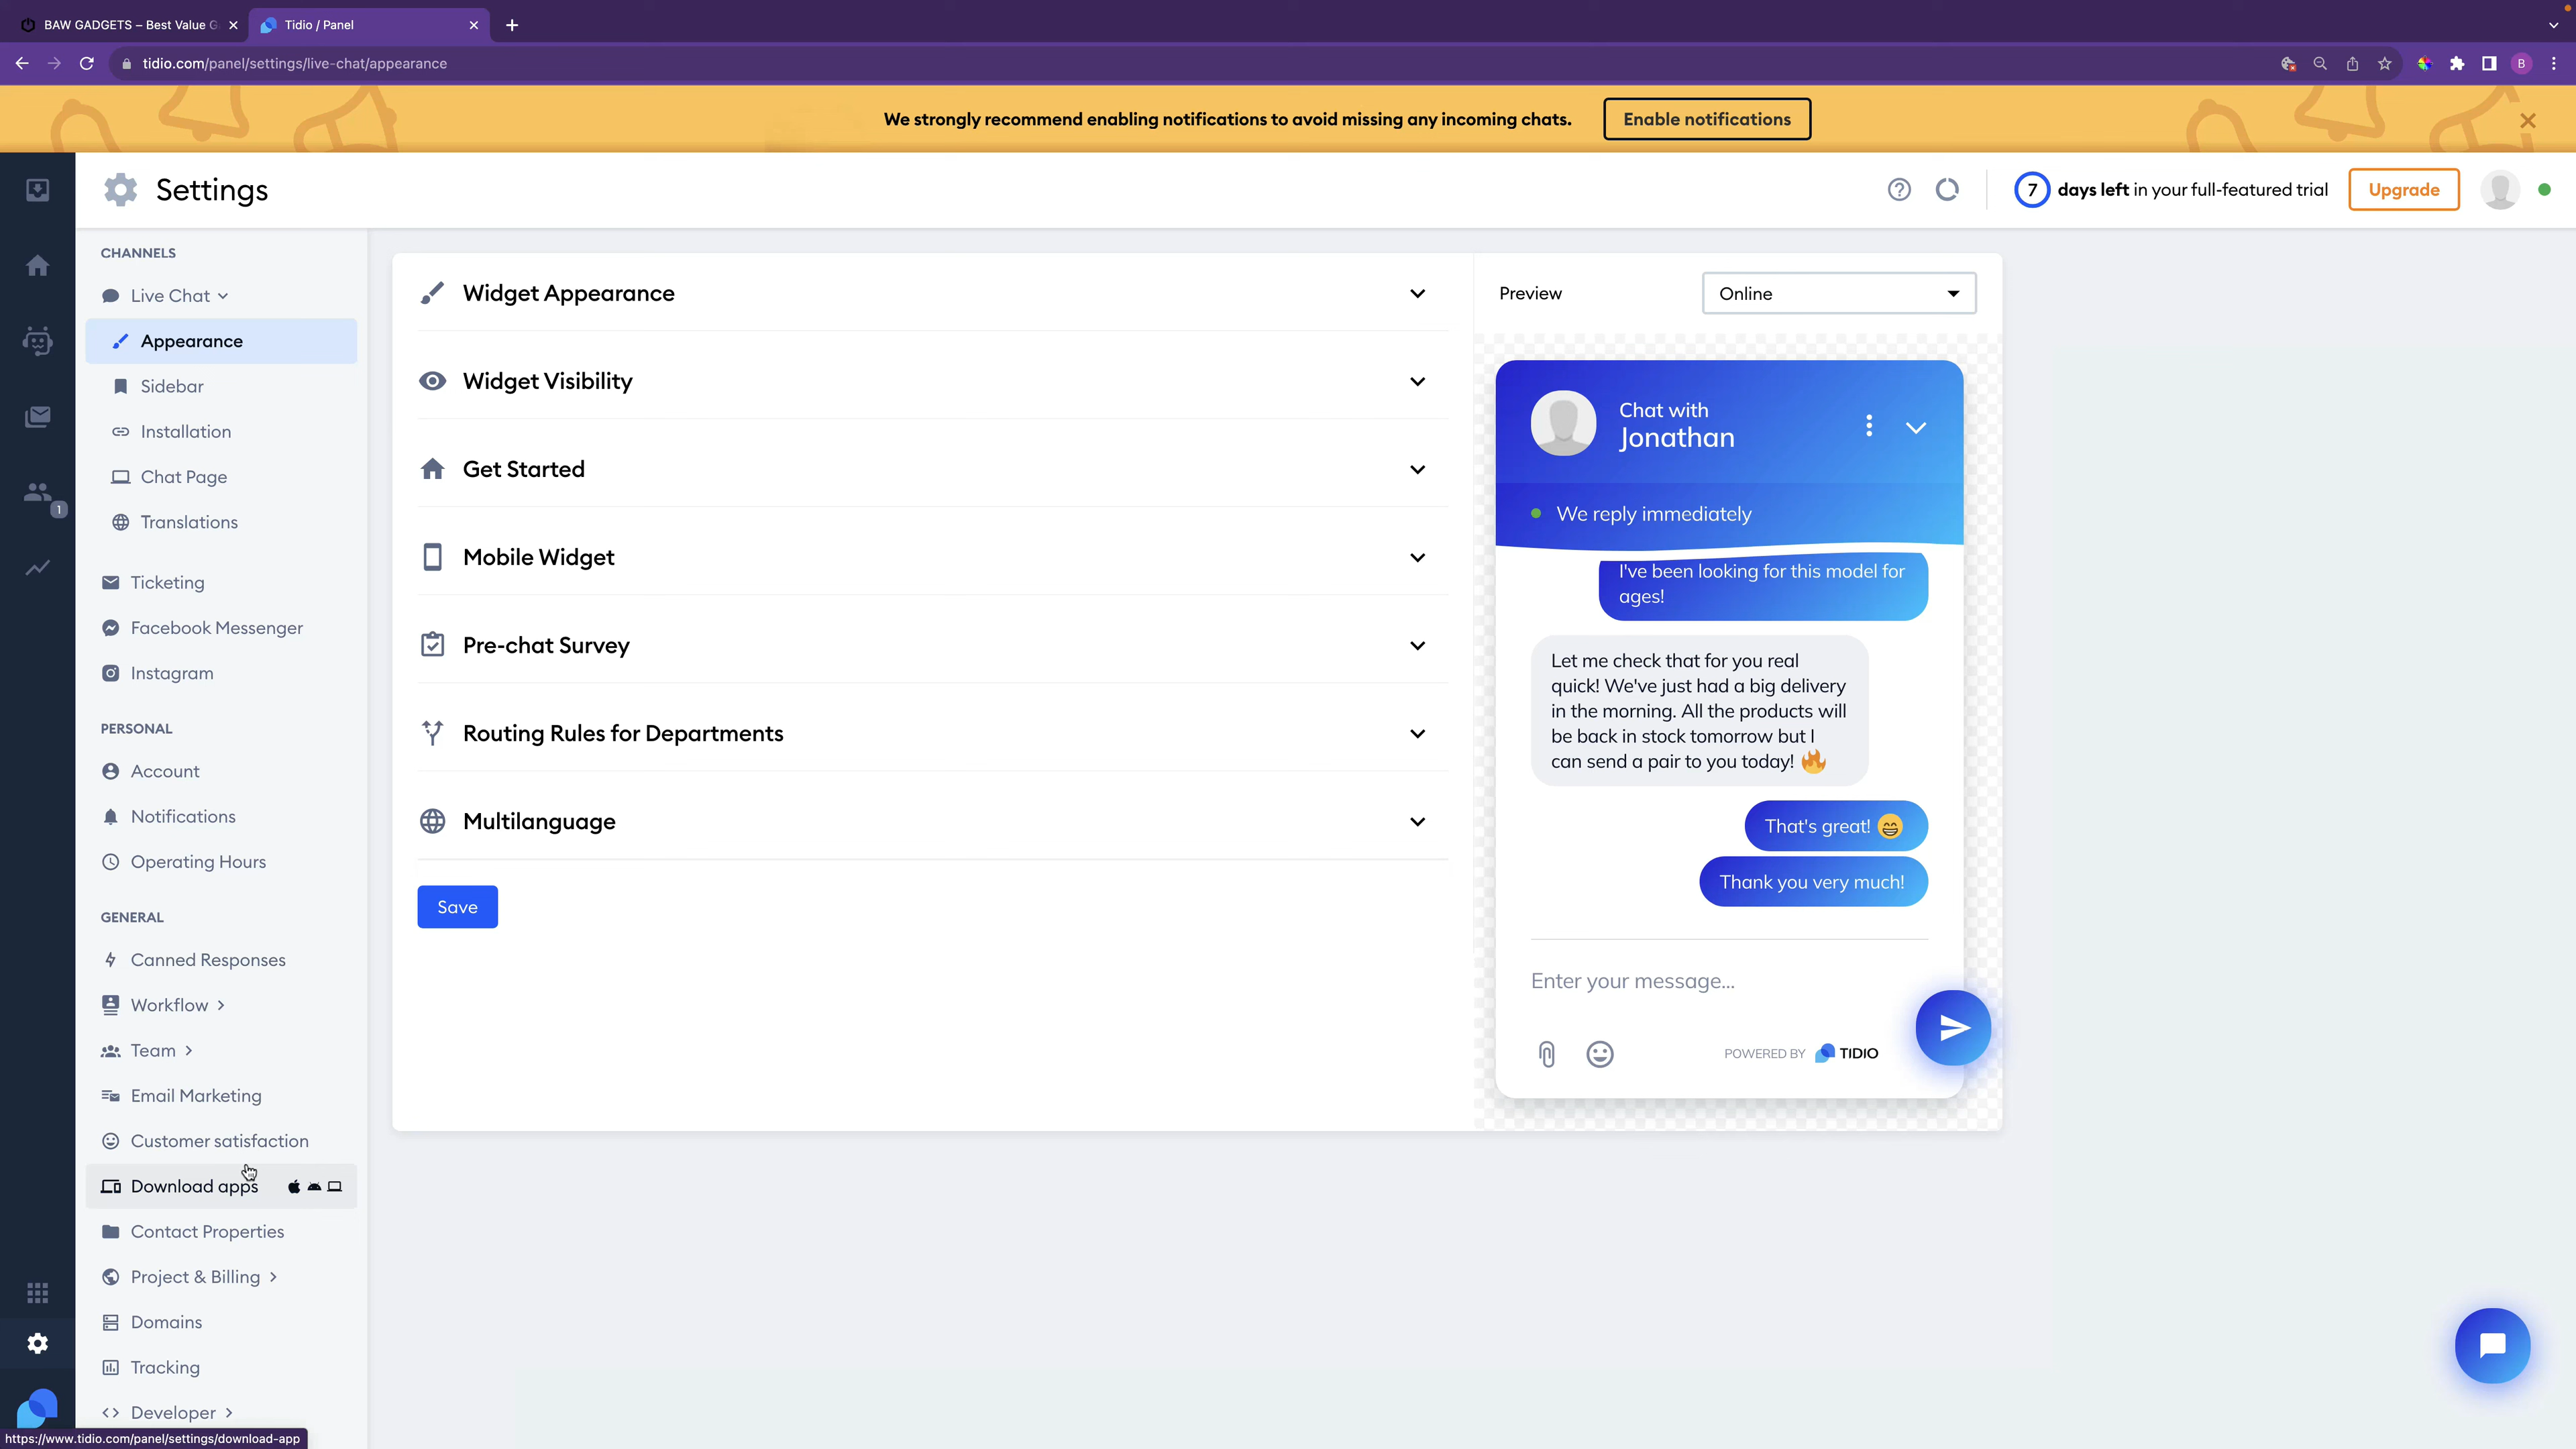 BAW GADGETS – Best Value G
Tidio / Panel
tidio.com/panel/settings/live-chat/appearance
B
We strongly recommend enabling notifications to avoid missing any incoming chats.
Enable notifications
Settings
7 days left in your full-featured trial
Upgrade
1
CHANNELS
Live Chat
Appearance
Sidebar
Installation
Chat Page
Translations
Ticketing
Facebook Messenger
Instagram
PERSONAL
Account
Notifications
Operating Hours
GENERAL
Canned Responses
Workflow
Team
Email Marketing
Customer satisfaction
Download apps
Contact Properties
Project & Billing
Domains
Tracking
Developer
https://www.tidio.com/panel/settings/download-app
Widget Appearance
Widget Visibility
Get Started
Mobile Widget
Pre-chat Survey
Routing Rules for Departments
Multilanguage
Save
Preview
Online
Chat with
Jonathan
We reply immediately
I've been looking for this model for
ages!
Let me check that for you real
quick! We've just had a big delivery
in the morning. All the products will
be back in stock tomorrow but I
can send a pair to you today! 🔥
That's great! 😁
Thank you very much!
Enter your message...
POWERED BY TIDIO